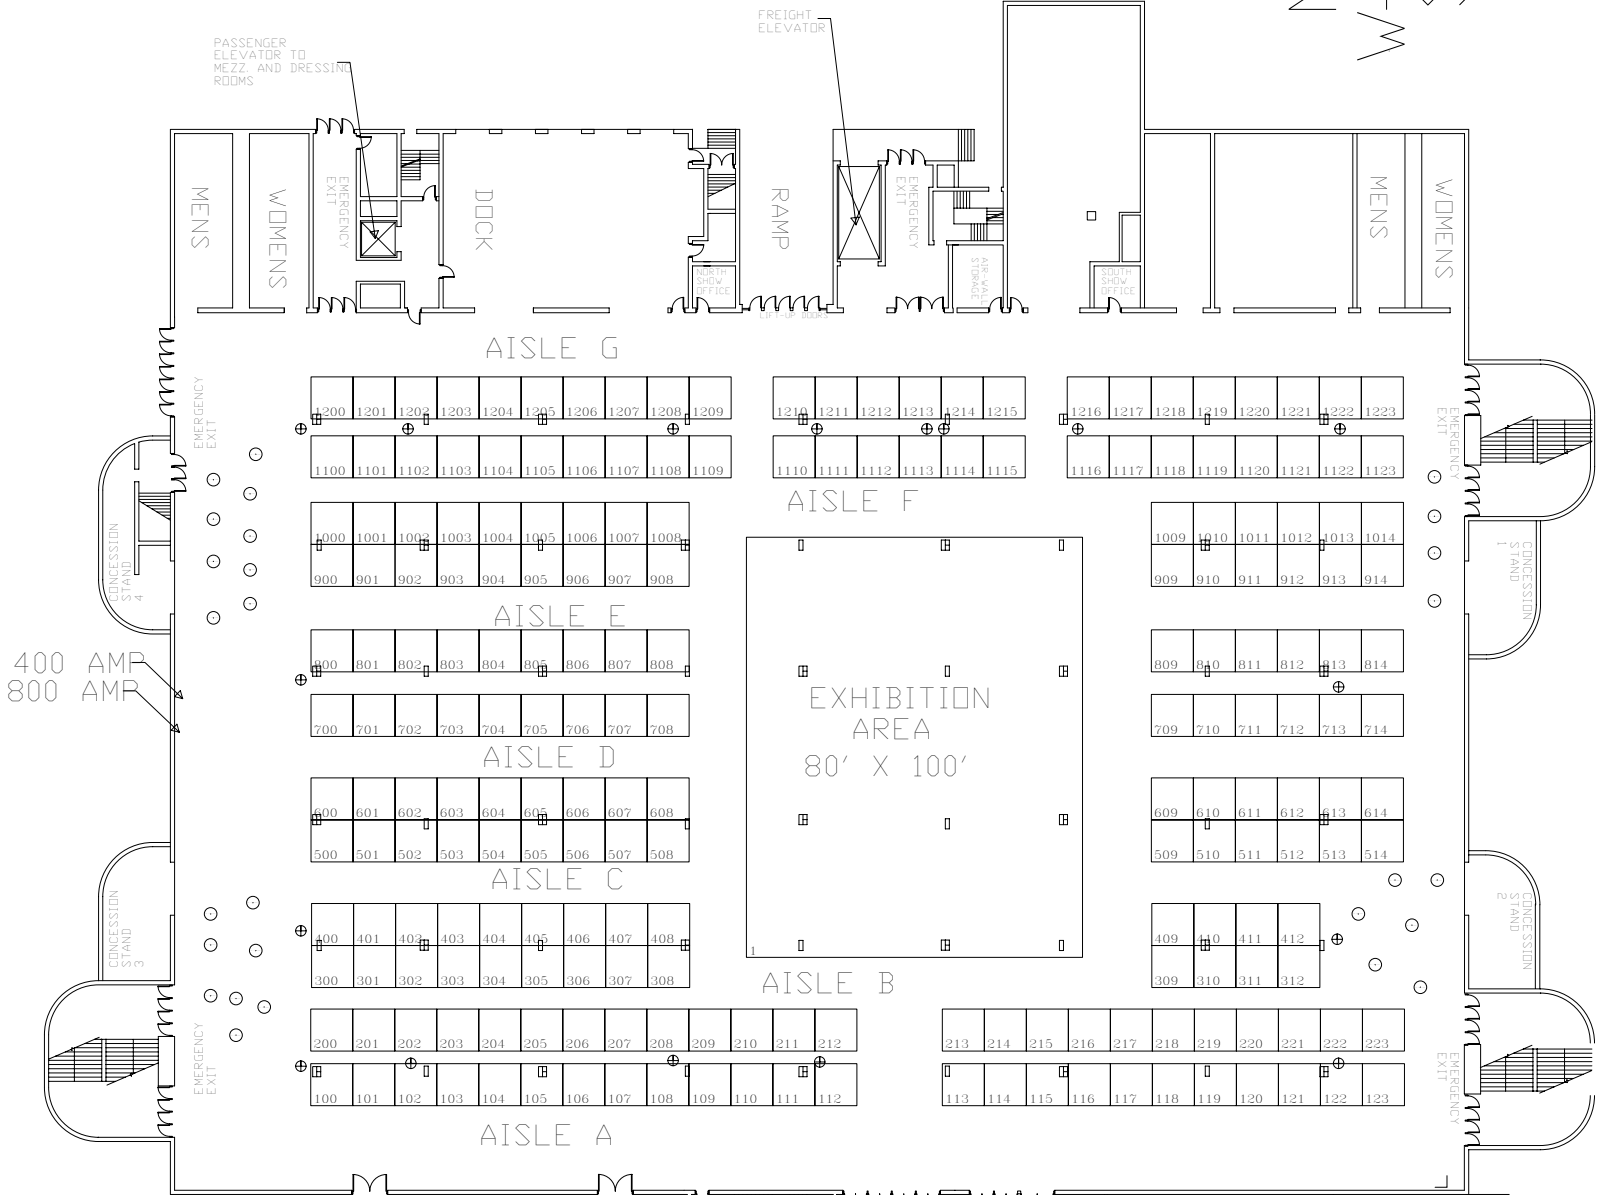 FREIGHT
ELEVATOR
PASSENGER
ELEVATOR TO
MEZZ. AND DRESSING
ROOMS
MENS
WOMENS
EMERGENCY
EXIT
DOCK
NORTH
SHOW
OFFICE
RAMP
LIFT-UP DOORS
EMERGENCY
EXIT
AIR-WALL
STORAGE
SOUTH
SHOW
OFFICE
MENS
WOMENS
AISLE G
EMERGENCY
EXIT
1200 1201 1202 1203 1204 1205 1206 1207 1208 1209 1210 1211 1212 1213 1214 1215 1216 1217 1218 1219 1220 1221 1222 1223
EMERGENCY
EXIT
1100 1101 1102 1103 1104 1105 1106 1107 1108 1109 1110 1111 1112 1113 1114 1115 1116 1117 1118 1119 1120 1121 1122 1123
AISLE F
1000 1001 1002 1003 1004 1005 1006 1007 1008 1009 1010 1011 1012 1013 1014
CONCESSION
STAND
4
CONCESSION
STAND
1
900 901 902 903 904 905 906 907 908 909 910 911 912 913 914
AISLE E
400 AMP
800 AMP
800 801 802 803 804 805 806 807 808 809 810 811 812 813 814
EXHIBITION
AREA
80' X 100'
700 701 702 703 704 705 706 707 708 709 710 711 712 713 714
AISLE D
600 601 602 603 604 605 606 607 608 609 610 611 612 613 614
500 501 502 503 504 505 506 507 508 509 510 511 512 513 514
AISLE C
CONCESSION
STAND
3
CONCESSION
STAND
2
400 401 402 403 404 405 406 407 408 409 410 411 412
1
300 301 302 303 304 305 306 307 308 309 310 311 312
AISLE B
200 201 202 203 204 205 206 207 208 209 210 211 212 213 214 215 216 217 218 219 220 221 222 223
EMERGENCY
EXIT
EMERGENCY
EXIT
100 101 102 103 104 105 106 107 108 109 110 111 112 113 114 115 116 117 118 119 120 121 122 123
AISLE A